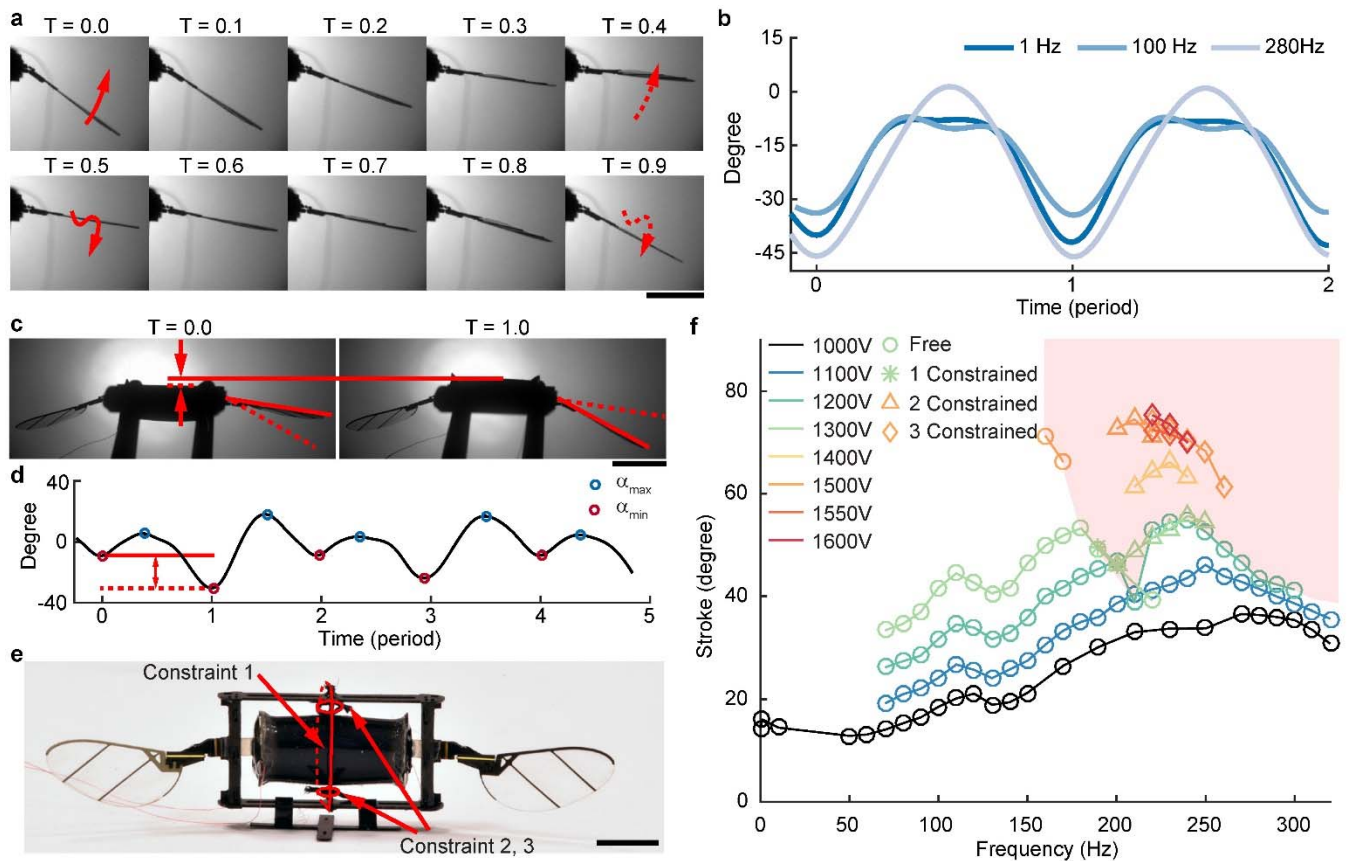 a
T = 0.0 T = 0.1 T = 0.2 T = 0.3 T = 0.4
T = 0.5 T = 0.6 T = 0.7 T = 0.8 T = 0.9
b
15
0
-15
-30
-45
Degree
1 Hz 100 Hz 280Hz
0 1 2
Time (period)
c
T = 0.0 T = 1.0
d
40
0
-40
Degree
αmax
αmin
0 1 2 3 4 5
Time (period)
e
Constraint 1
Constraint 2, 3
f
80
60
40
20
0
Stroke (degree)
1000V
1100V
1200V
1300V
1400V
1500V
1550V
1600V
Free
1 Constrained
2 Constrained
3 Constrained
0 50 100 150 200 250 300
Frequency (Hz)